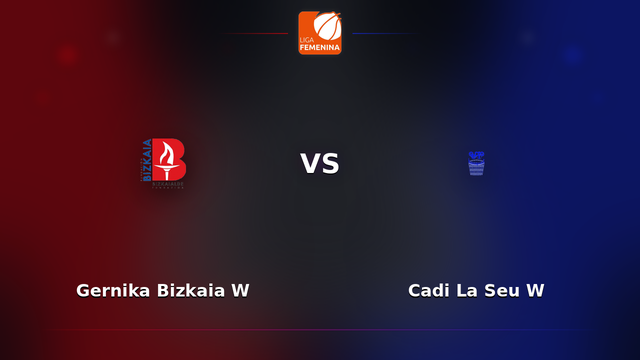 LIGA
FEMENINA
VS
BIZKAIA
Gernika Bizkaia W
Cadi La Seu W